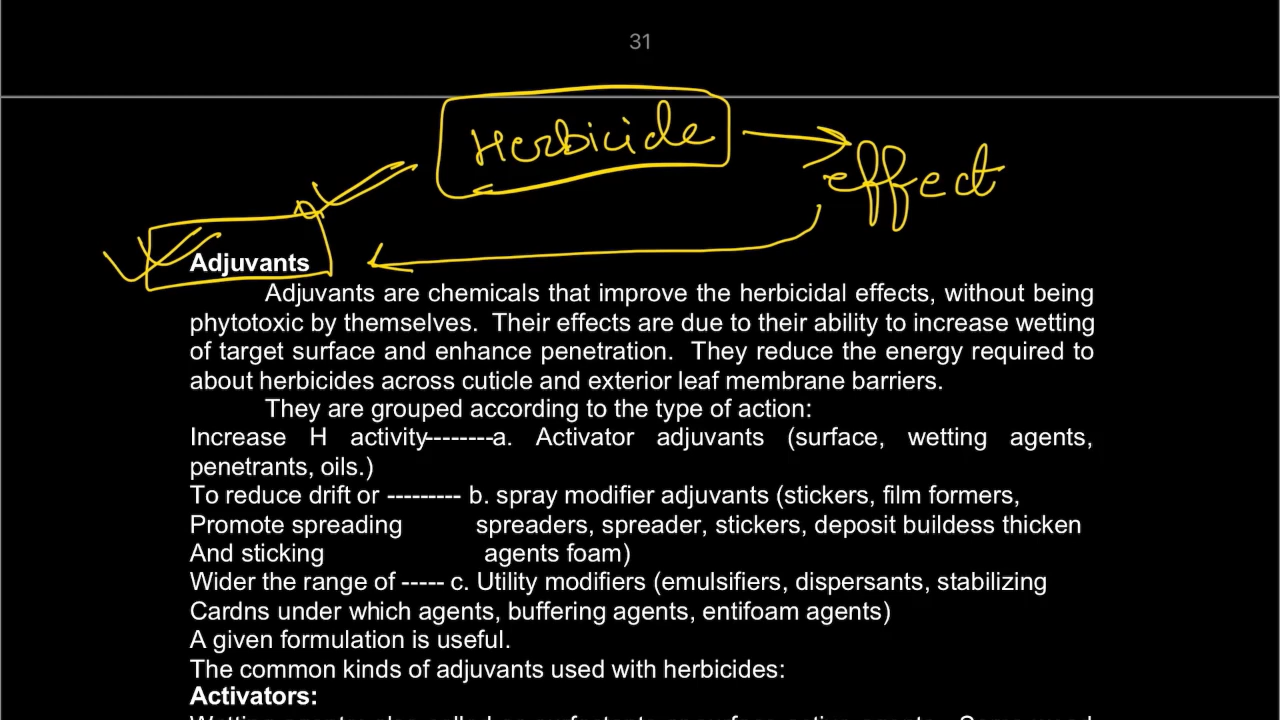 31
Herbicide
effect
Adjuvants
Adjuvants are chemicals that improve the herbicidal effects, without being
phytotoxic by themselves. Their effects are due to their ability to increase wetting
of target surface and enhance penetration. They reduce the energy required to
about herbicides across cuticle and exterior leaf membrane barriers.
They are grouped according to the type of action:
Increase H activity--------a. Activator adjuvants (surface, wetting agents,
penetrants, oils.)
To reduce drift or --------- b. spray modifier adjuvants (stickers, film formers,
Promote spreading spreaders, spreader, stickers, deposit buildess thicken
And sticking agents foam)
Wider the range of ----- c. Utility modifiers (emulsifiers, dispersants, stabilizing
Cardns under which agents, buffering agents, entifoam agents)
A given formulation is useful.
The common kinds of adjuvants used with herbicides:
Activators: